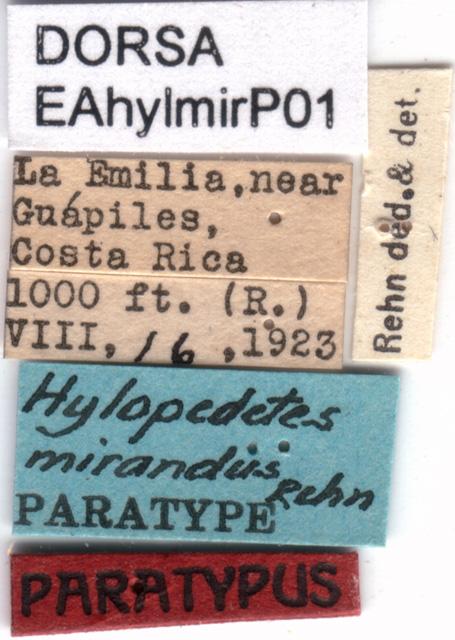 DORSA
EAhylmirP01
La Emilia,near
Guápiles,
Costa Rica
1000 ft. (R.)
VIII, 16 ,1923
Rehn ded.& det.
Hylopedetes
mirandus Rehn
PARATYPE
PARATYPUS